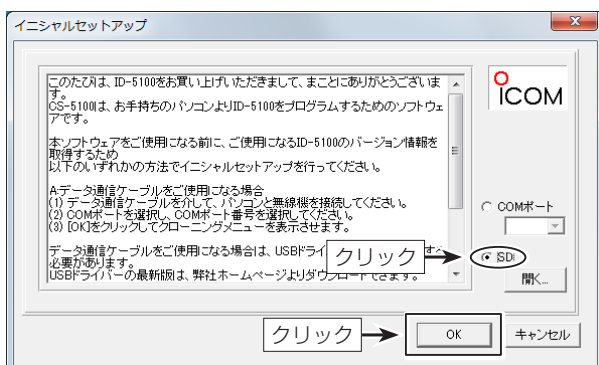 イニシャルセットアップ
このたびは、ID-5100をお買い上げいただきまして、まことにありがとうございま
す。
CS-5100は、お手持ちのパソコンよりID-5100をプログラムするためのソフトウェ
アです。
本ソフトウェアをご使用になる前に、ご使用になるID-5100のバージョン情報を
取得するため
以下のいずれかの方法でイニシャルセットアップを行ってください。
A:データ通信ケーブルをご使用になる場合
(1) データ通信ケーブルを介して、パソコンと無線機を接続してください。
(2) COMポートを選択し、COMポート番号を選択してください。
(3) [OK]をクリックしてクローニングメニューを表示させます。
データ通信ケーブルをご使用になる場合は、USBドライ
する
必要があります。
USBドライバーの最新版は、弊社ホームページよりダウンロードできます。
ICOM
COMポート
クリック
SD
開く...
クリック
OK
キャンセル